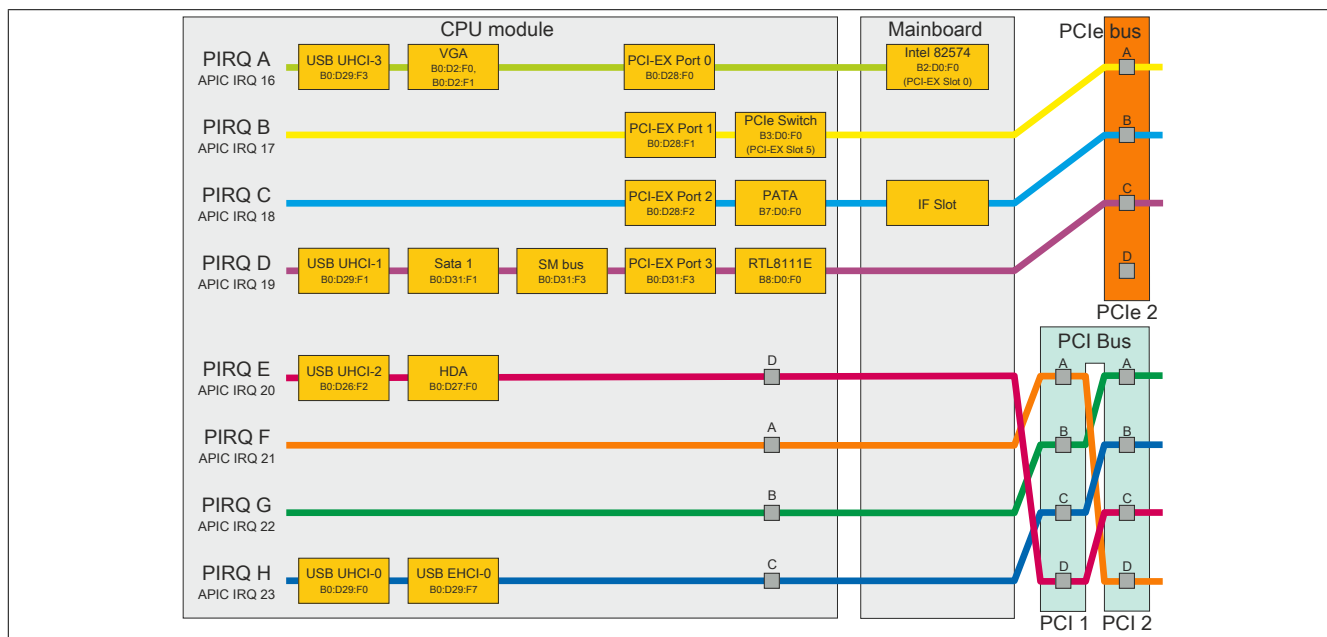 CPU module
Mainboard
PCIe bus
PIRQ A
APIC IRQ 16
USB UHCI-3
B0:D29:F3
VGA
B0:D2:F0,
B0:D2:F1
PCI-EX Port 0
B0:D28:F0
Intel 82574
B2:D0:F0
(PCI-EX Slot 0)
A
PIRQ B
APIC IRQ 17
PCI-EX Port 1
B0:D28:F1
PCIe Switch
B3:D0:F0
(PCI-EX Slot 5)
B
PIRQ C
APIC IRQ 18
PCI-EX Port 2
B0:D28:F2
PATA
B7:D0:F0
IF Slot
C
PIRQ D
APIC IRQ 19
USB UHCI-1
B0:D29:F1
Sata 1
B0:D31:F1
SM bus
B0:D31:F3
PCI-EX Port 3
B0:D31:F3
RTL8111E
B8:D0:F0
D
PCIe 2
PCI Bus
PIRQ E
APIC IRQ 20
USB UHCI-2
B0:D26:F2
HDA
B0:D27:F0
D
A
A
PIRQ F
APIC IRQ 21
A
B
B
PIRQ G
APIC IRQ 22
B
C
C
PIRQ H
APIC IRQ 23
USB UHCI-0
B0:D29:F0
USB EHCI-0
B0:D29:F7
C
D
D
PCI 1
PCI 2